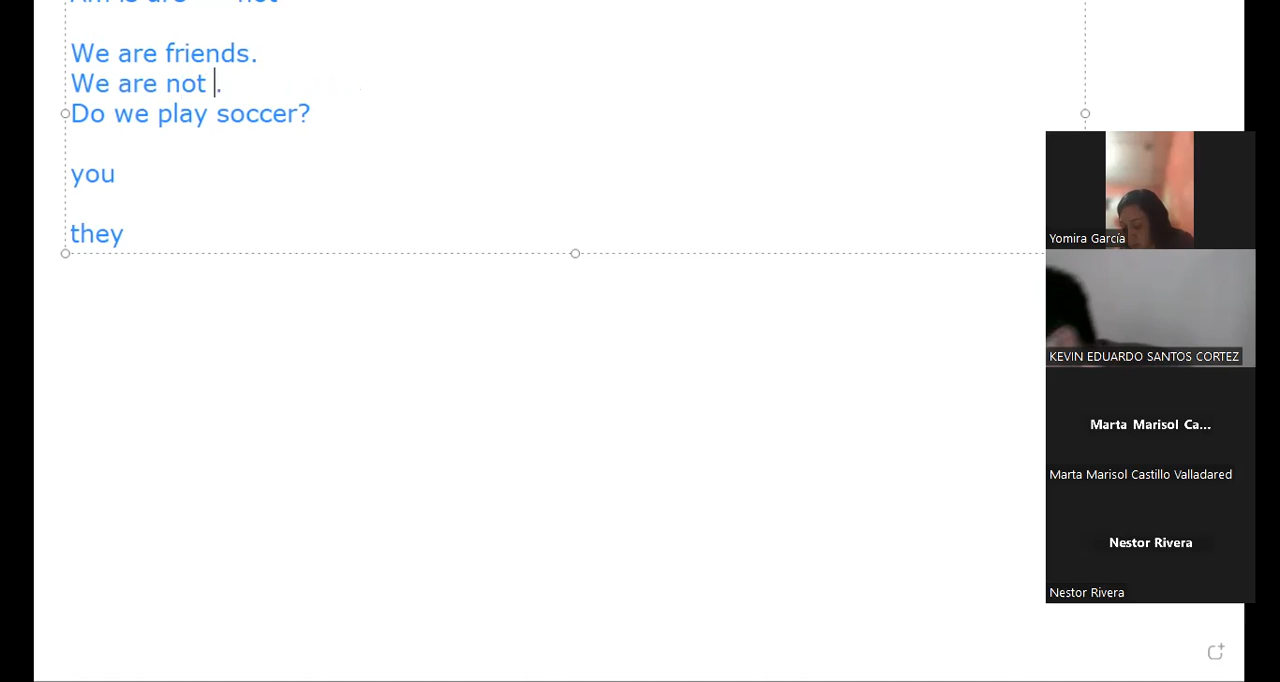 We are friends.
We are not .
Do we play soccer?
you
they
Yomira García
KEVIN EDUARDO SANTOS CORTEZ
Marta Marisol Ca...
Marta Marisol Castillo Valladared
Nestor Rivera
Nestor Rivera